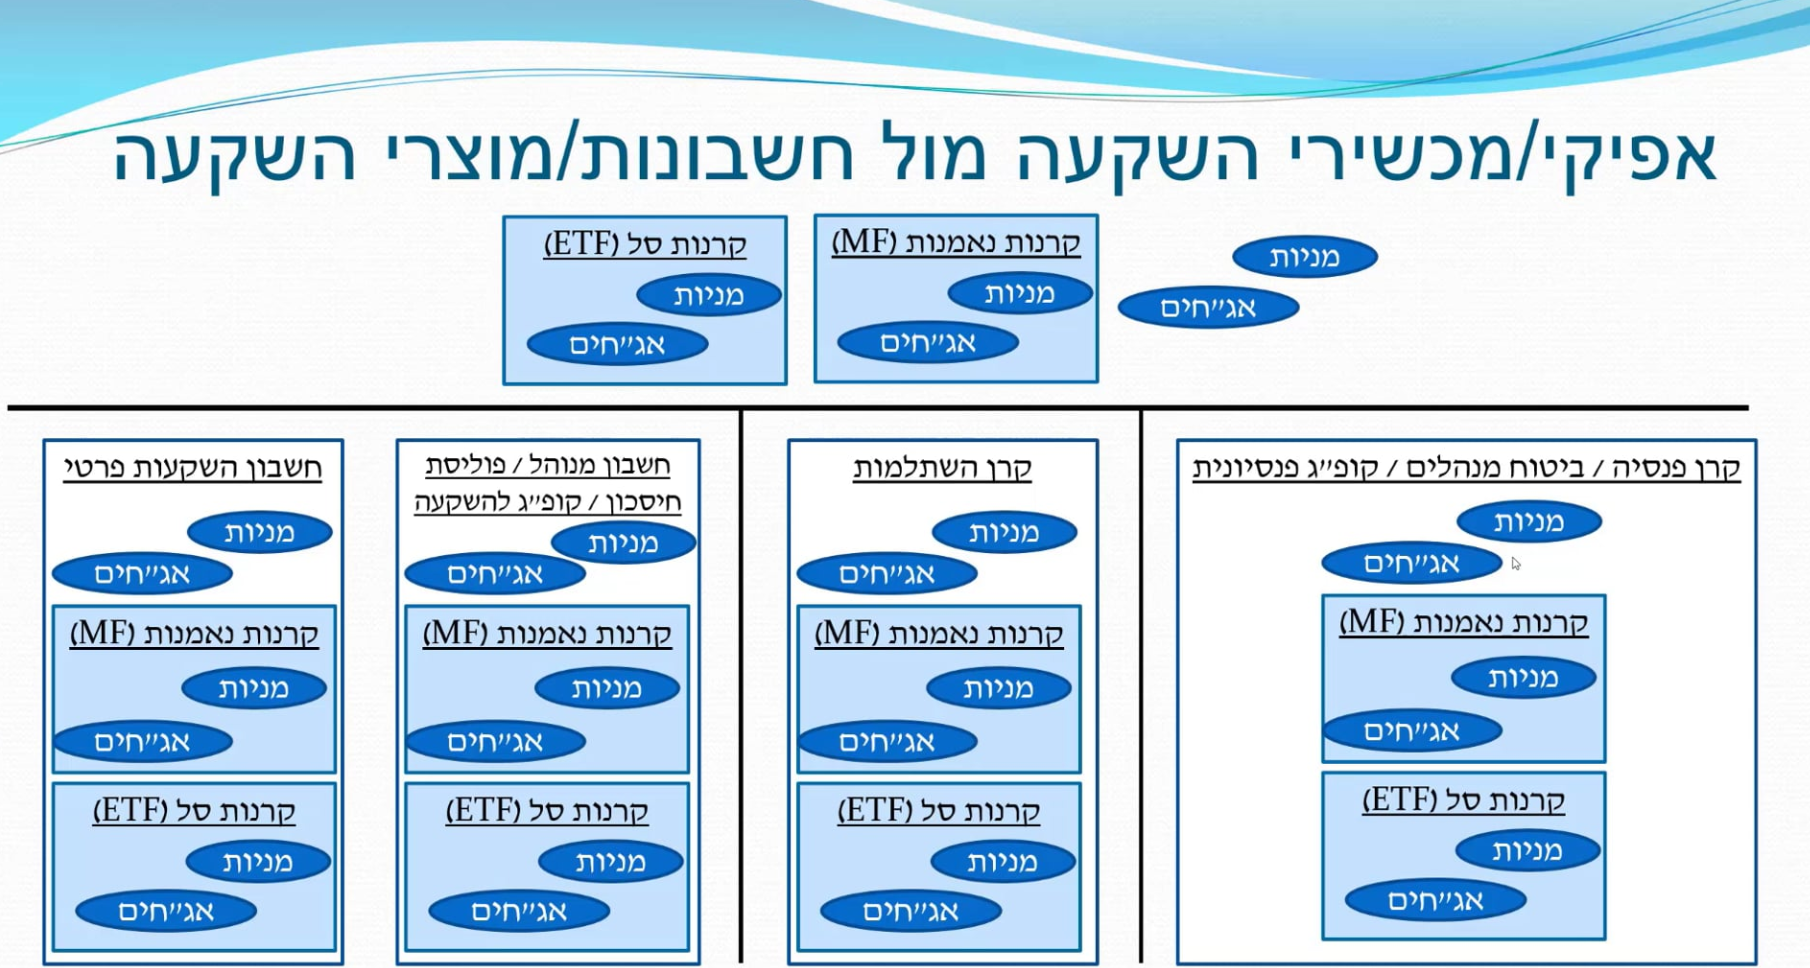 אפיקי/מכשירי השקעה מול חשבונות/מוצרי השקעה
מניות
אג״חים
קרנות נאמנות (MF)
מניות
אג״חים
קרנות סל (ETF)
מניות
אג״חים
קרן פנסיה / ביטוח מנהלים / קופ״ג פנסיונית
מניות
אג״חים
קרנות נאמנות (MF)
מניות
אג״חים
קרנות סל (ETF)
מניות
אג״חים
קרן השתלמות
מניות
אג״חים
קרנות נאמנות (MF)
מניות
אג״חים
קרנות סל (ETF)
מניות
אג״חים
חשבון מנוהל / פוליסת
חיסכון / קופ״ג להשקעה
מניות
אג״חים
קרנות נאמנות (MF)
מניות
אג״חים
קרנות סל (ETF)
מניות
אג״חים
חשבון השקעות פרטי
מניות
אג״חים
קרנות נאמנות (MF)
מניות
אג״חים
קרנות סל (ETF)
מניות
אג״חים